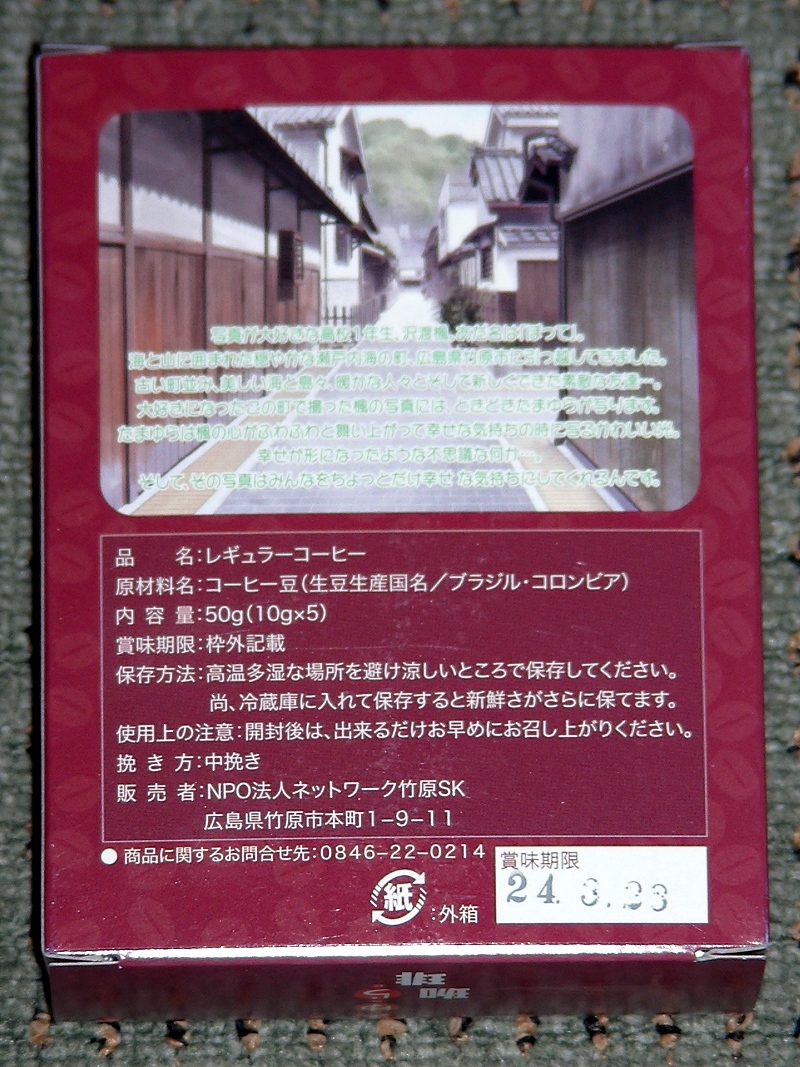 写真が大好きな高校1年生、沢渡楓。あだ名は「ぽって」。
海と山に囲まれた穏やかな瀬戸内海の町、広島県竹原市に引っ越してきました。
古い町並み、美しい海と島々、暖かな人々とそして新しくできた素敵な友達…。
大好きになったこの町で撮った楓の写真には、ときどきたまゆらが写ります。
たまゆらは楓の心がふわふわと舞い上がって幸せな気持ちの時に写るかわいい光。
幸せが形になったような不思議な何か…。
そして、その写真はみんなをちょっとだけ幸せな気持ちにしてくれるんです。
品 名:レギュラーコーヒー
原材料名:コーヒー豆(生豆生産国名/ブラジル・コロンビア)
内 容 量:50g(10g×5)
賞味期限:枠外記載
保存方法:高温多湿な場所を避け涼しいところで保存してください。
尚、冷蔵庫に入れて保存すると新鮮さがさらに保てます。
使用上の注意:開封後は、出来るだけお早めにお召し上がりください。
挽 き 方:中挽き
販 売 者:NPO法人ネットワーク竹原SK
広島県竹原市本町1-9-11
● 商品に関するお問合せ先:0846-22-0214
賞味期限
24. 3. 23
紙 :外箱